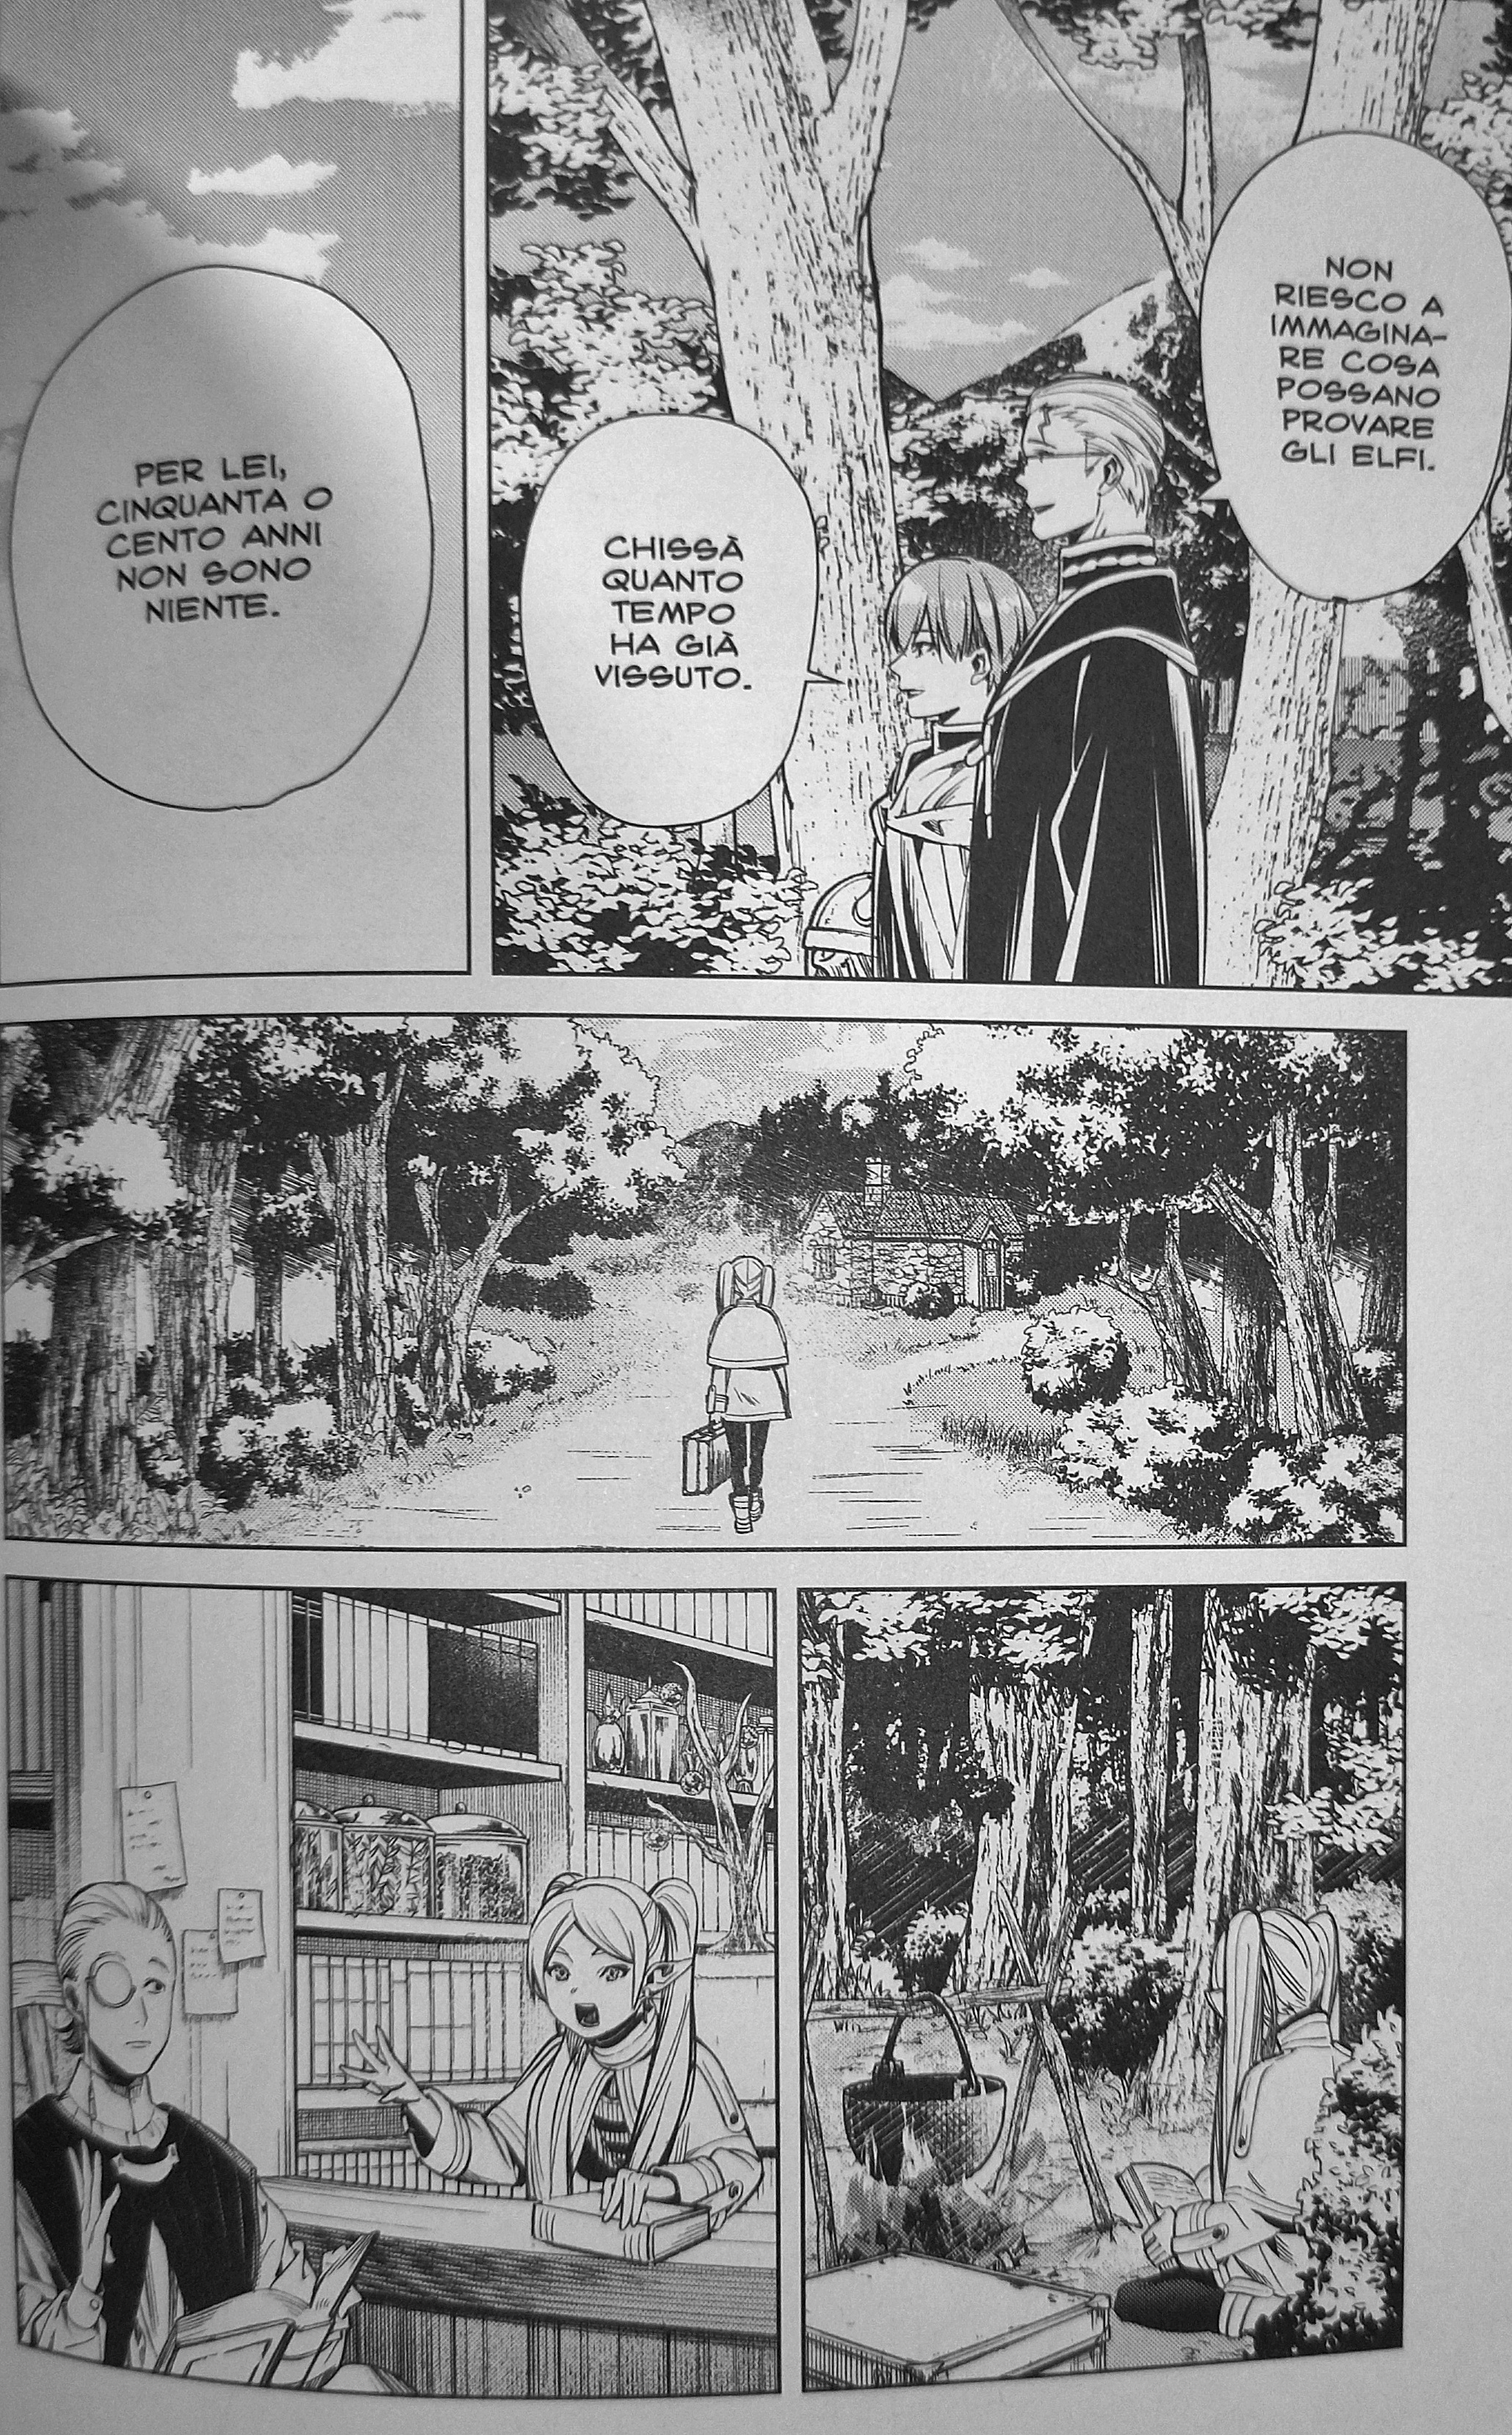 NON
RIESCO A
IMMAGINA-
RE COSA
POSSANO
PROVARE
GLI ELFI.
CHISSÀ
QUANTO
TEMPO
HA GIÀ
VISSUTO.
PER LEI,
CINQUANTA O
CENTO ANNI
NON SONO
NIENTE.